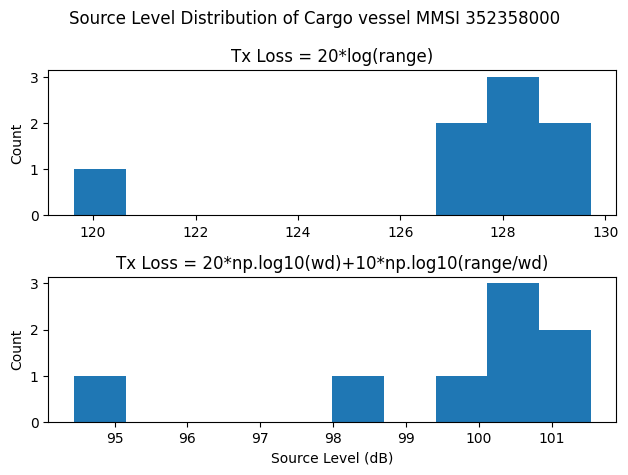 Source Level Distribution of Cargo vessel MMSI 352358000
Tx Loss = 20*log(range)
3
2
1
0
Count
120 122 124 126 128 130
Tx Loss = 20*np.log10(wd)+10*np.log10(range/wd)
3
2
1
0
Count
95 96 97 98 99 100 101
Source Level (dB)